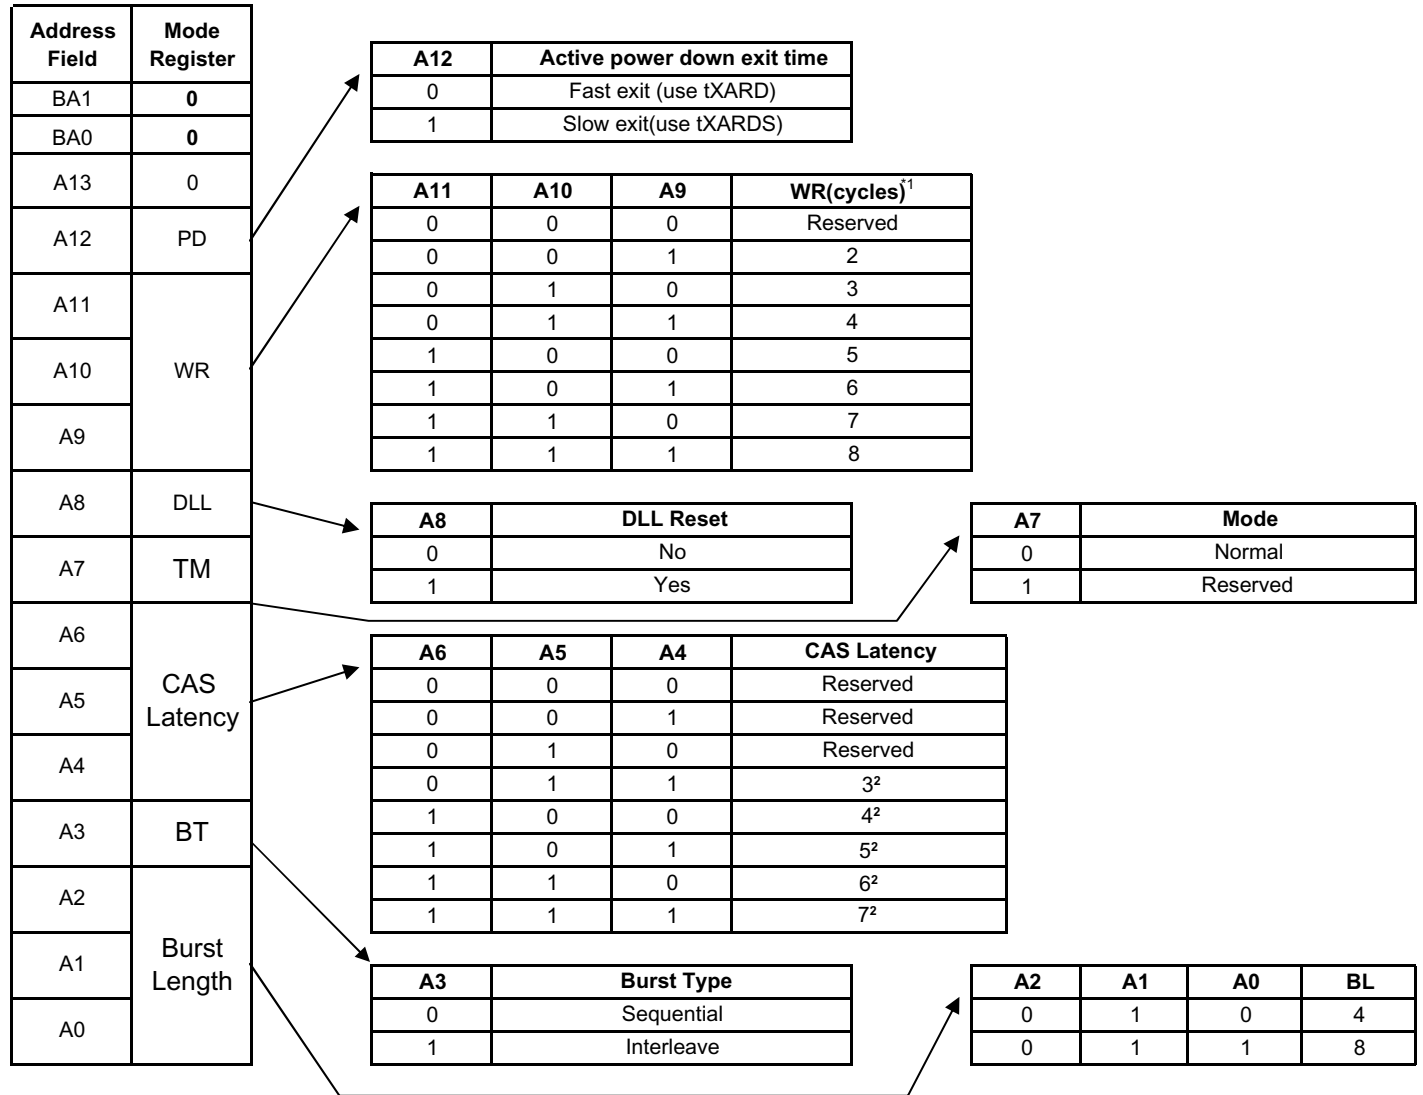 Address Field Mode Register
BA1 0
BA0 0
A13 0
A12 PD
A11
A10 WR
A9
A8 DLL
A7 TM
A6
A5 CAS Latency
A4
A3 BT
A2
A1 Burst Length
A0
A12 Active power down exit time
0 Fast exit (use tXARD)
1 Slow exit(use tXARDS)
A11 A10 A9 WR(cycles)*1
0 0 0 Reserved
0 0 1 2
0 1 0 3
0 1 1 4
1 0 0 5
1 0 1 6
1 1 0 7
1 1 1 8
A8 DLL Reset
0 No
1 Yes
A7 Mode
0 Normal
1 Reserved
A6 A5 A4 CAS Latency
0 0 0 Reserved
0 0 1 Reserved
0 1 0 Reserved
0 1 1 3²
1 0 0 4²
1 0 1 5²
1 1 0 6²
1 1 1 7²
A3 Burst Type
0 Sequential
1 Interleave
A2 A1 A0 BL
0 1 0 4
0 1 1 8